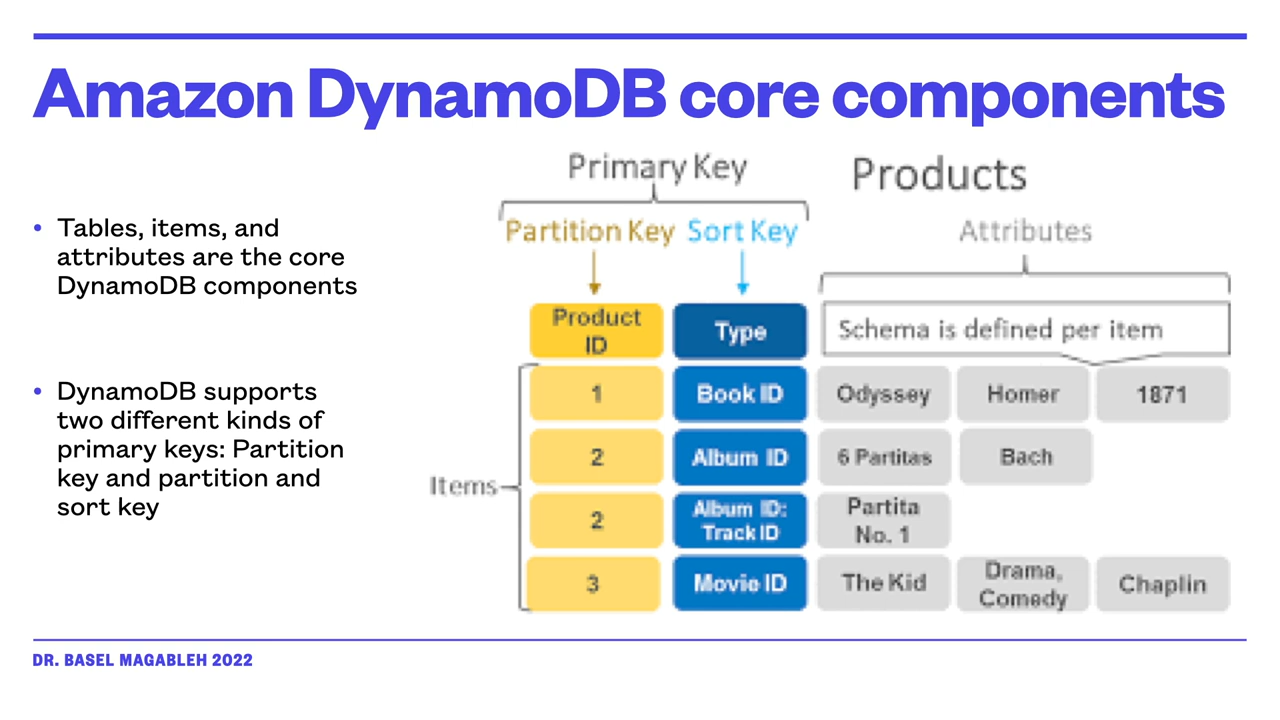 Amazon DynamoDB core components
• Tables, items, and
attributes are the core
DynamoDB components
• DynamoDB supports
two different kinds of
primary keys: Partition
key and partition and
sort key
Primary Key
Products
Partition Key
Sort Key
Attributes
Product
ID
Type
Schema is defined per item
Items
1
Book ID
Odyssey
Homer
1871
2
Album ID
6 Partitas
Bach
2
Album ID:
Track ID
Partita
No. 1
3
Movie ID
The Kid
Drama,
Comedy
Chaplin
DR. BASEL MAGABLEH 2022